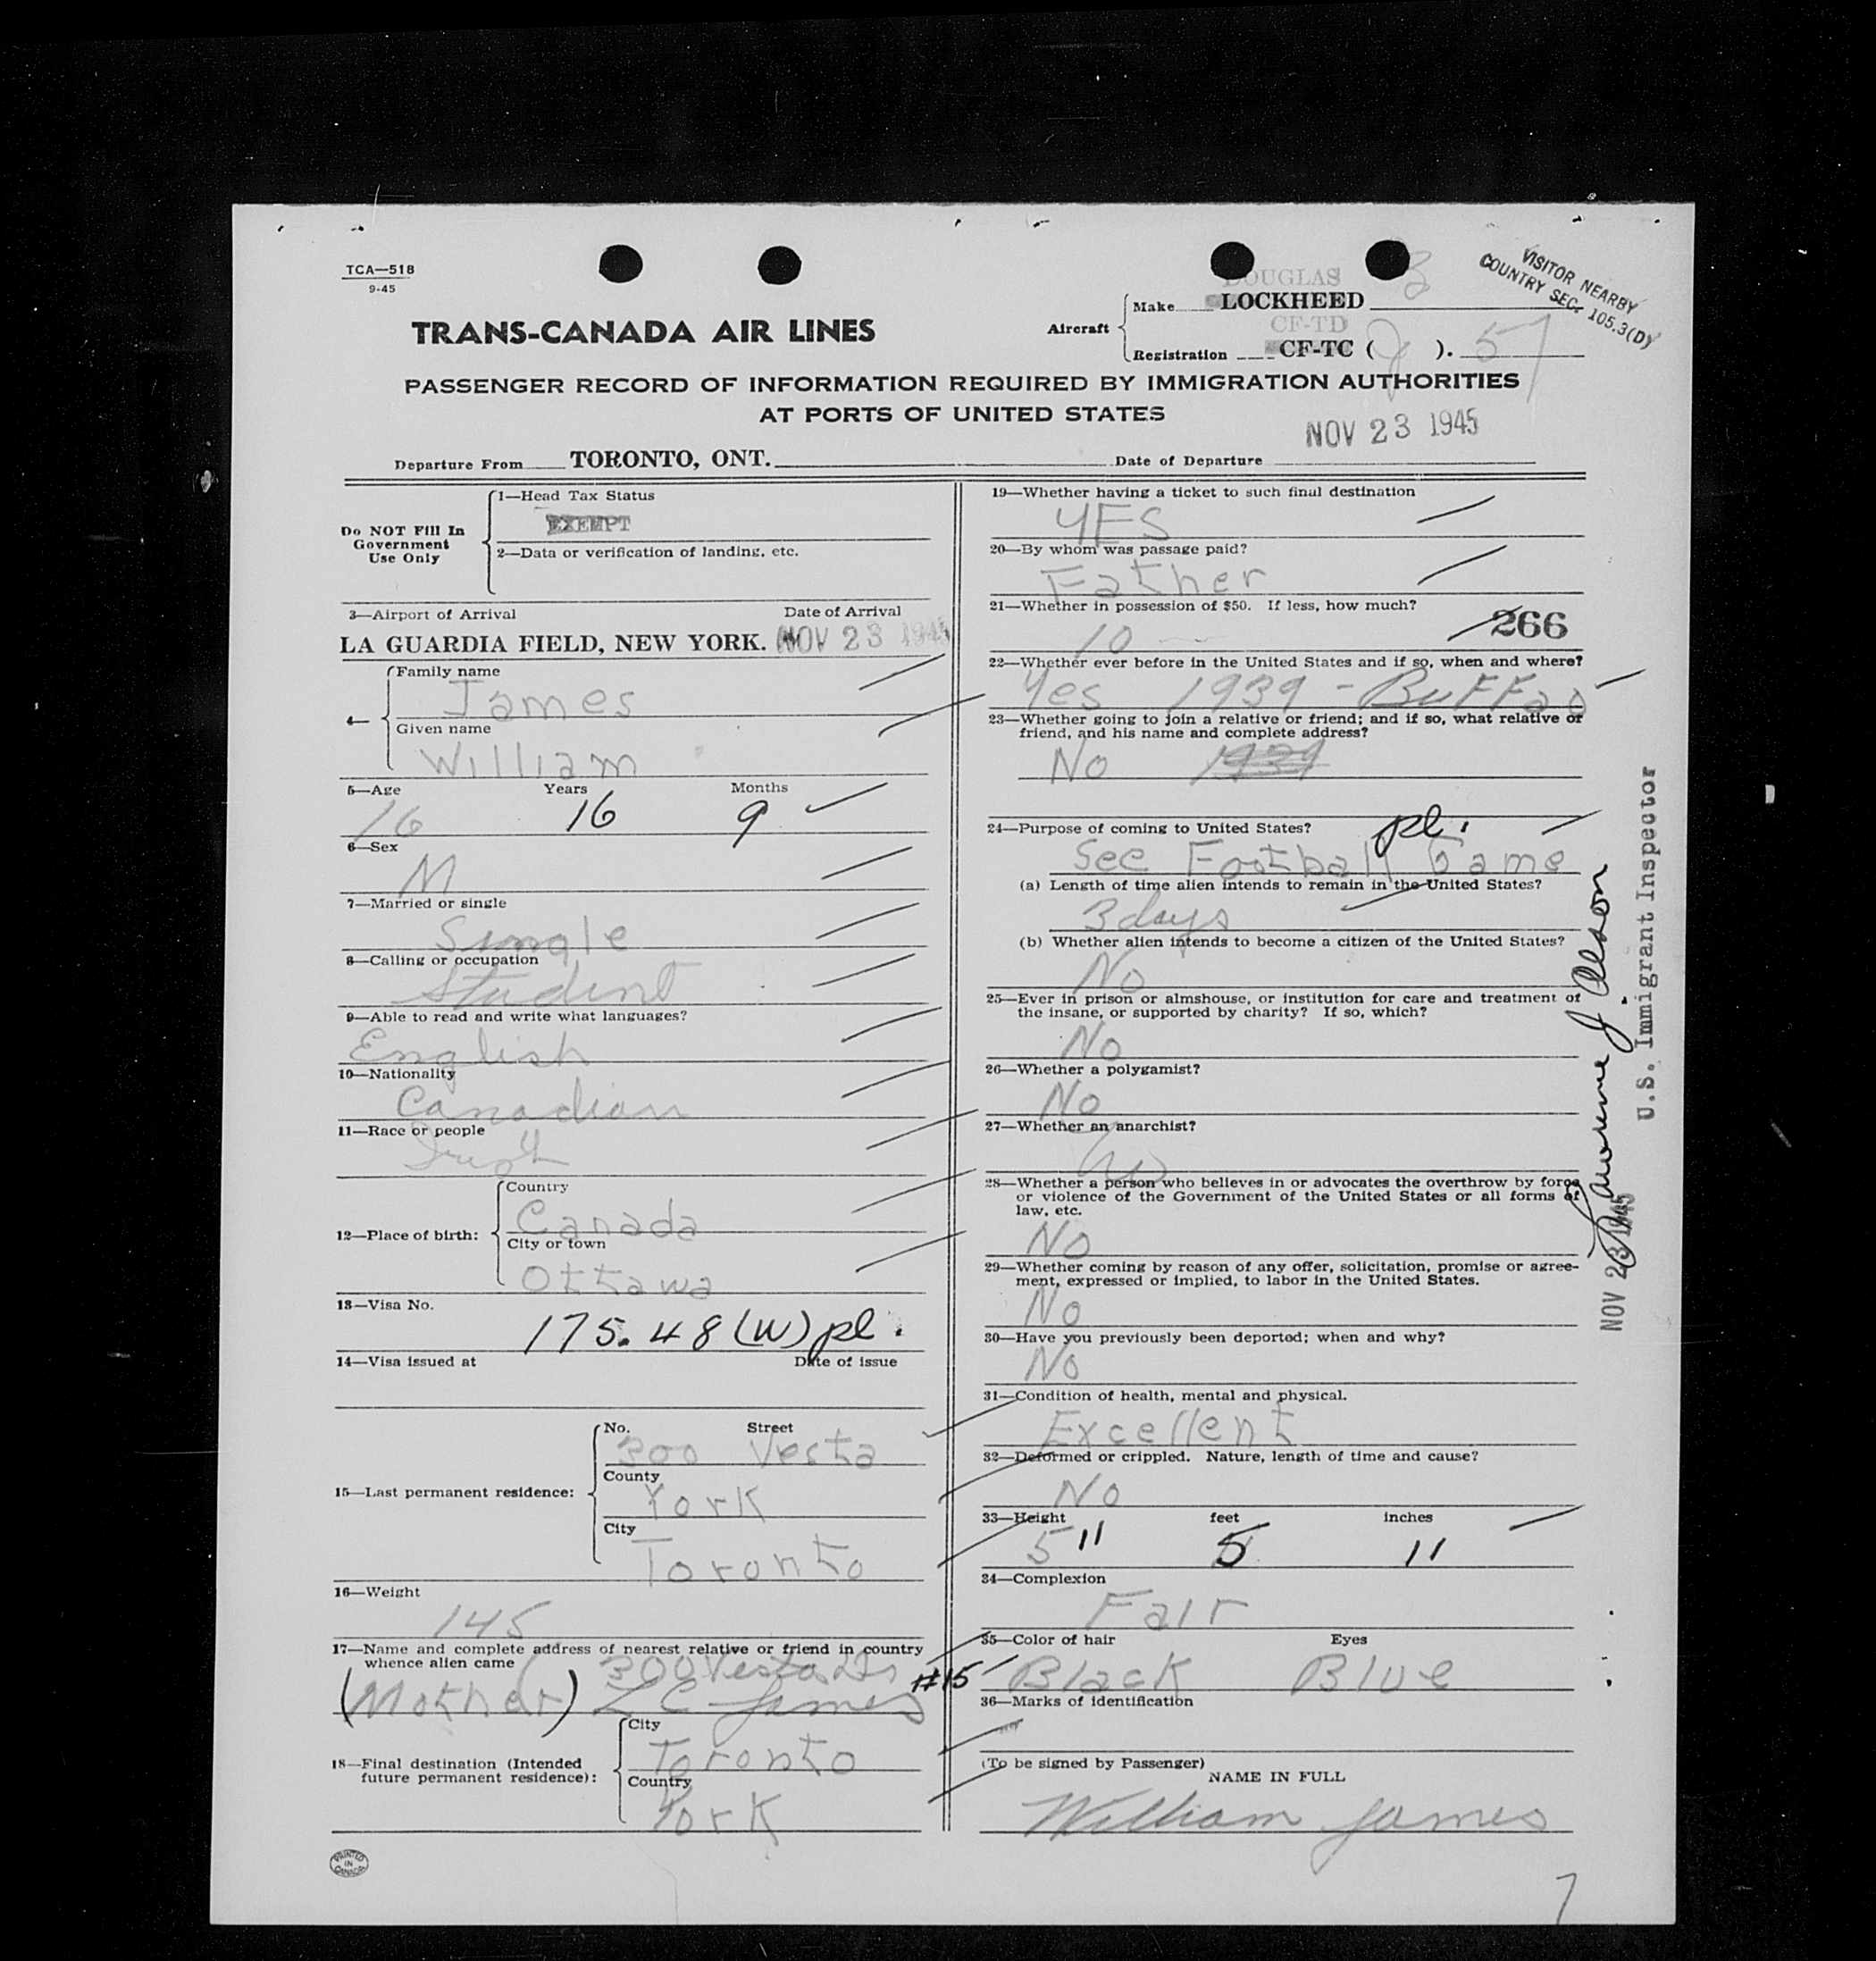 TCA—518
9-45
TRANS-CANADA AIR LINES
DOUGLAS
Aircraft
Make LOCKHEED
CF-TD
Registration CF-TC ( ). 57
VISITOR NEARBY
COUNTRY SEC. 105.3(D)
PASSENGER RECORD OF INFORMATION REQUIRED BY IMMIGRATION AUTHORITIES
AT PORTS OF UNITED STATES
NOV 23 1945
Departure From TORONTO, ONT. Date of Departure
Do NOT Fill In
Government
Use Only
1—Head Tax Status
EXEMPT
2—Data or verification of landing, etc.
3—Airport of Arrival Date of Arrival
LA GUARDIA FIELD, NEW YORK. NOV 23 1945
4—
Family name
James
Given name
William
5—Age Years Months
16 16 9
6—Sex
M
7—Married or single
Single
8—Calling or occupation
Student
9—Able to read and write what languages?
English
10—Nationality
Canadian
11—Race or people
Irish
12—Place of birth:
Country
Canada
City or town
Ottawa
13—Visa No.
175.48 (W) pl.
14—Visa issued at Date of issue
15—Last permanent residence:
No. Street
300 Vesta
County
York
City
Toronto
16—Weight
145
17—Name and complete address of nearest relative or friend in country
whence alien came
300 Vesta
(Mother) L C James
#15
18—Final destination (Intended
future permanent residence):
City
Toronto
Country
York
PRINTED
IN
CANADA
19—Whether having a ticket to such final destination
YES
20—By whom was passage paid?
Father
21—Whether in possession of $50. If less, how much?
10 266
22—Whether ever before in the United States and if so, when and where?
Yes 1939 - Buffalo
23—Whether going to join a relative or friend; and if so, what relative or
friend, and his name and complete address?
No 1939
24—Purpose of coming to United States? pl.
See Football Game
(a) Length of time alien intends to remain in the United States?
3 days
(b) Whether alien intends to become a citizen of the United States?
No
25—Ever in prison or almshouse, or institution for care and treatment of
the insane, or supported by charity? If so, which?
No
26—Whether a polygamist?
No
27—Whether an anarchist?
No
28—Whether a person who believes in or advocates the overthrow by force
or violence of the Government of the United States or all forms of
law, etc.
No
29—Whether coming by reason of any offer, solicitation, promise or agree-
ment, expressed or implied, to labor in the United States.
No
30—Have you previously been deported; when and why?
No
31—Condition of health, mental and physical.
Excellent
32—Deformed or crippled. Nature, length of time and cause?
No
33—Height feet inches
5 11 5 11
34—Complexion
Fair
35—Color of hair Eyes
Black Blue
36—Marks of identification
(To be signed by Passenger)
NAME IN FULL
William James
7
U.S. Immigrant Inspector
NOV 23 1945